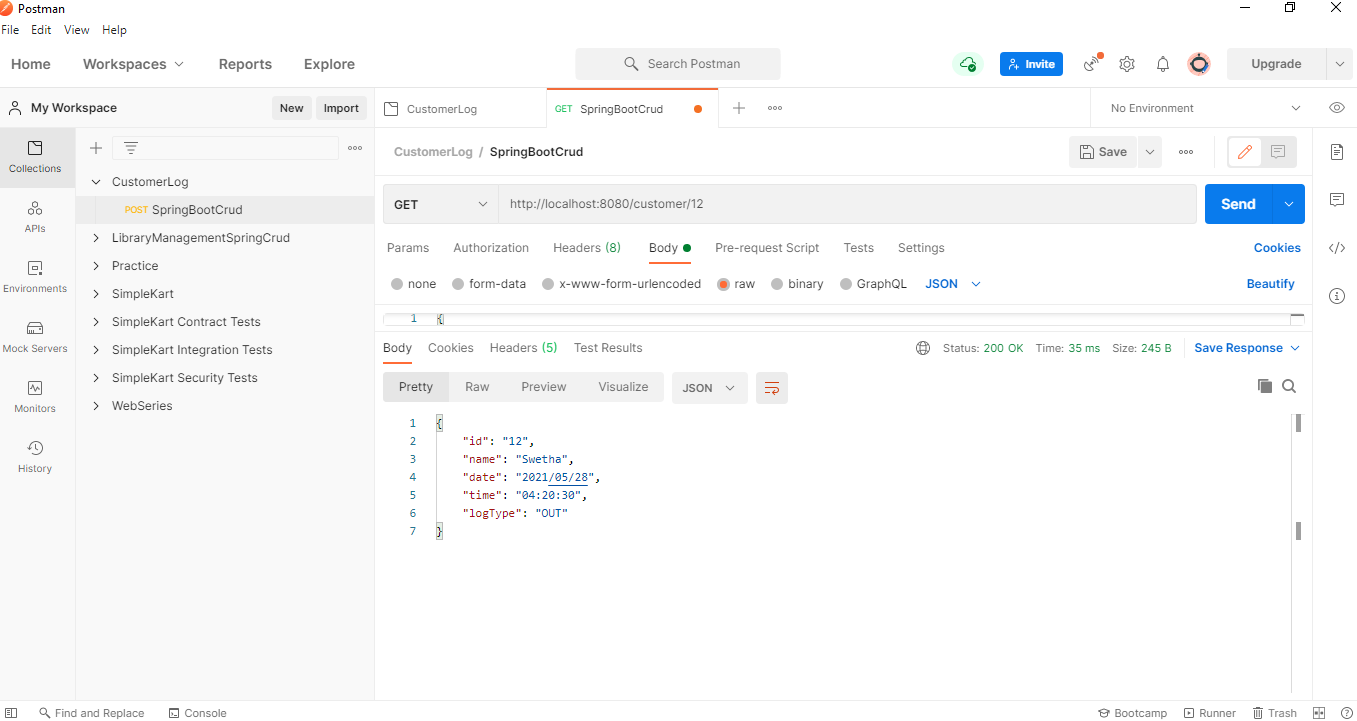 Postman
File Edit View Help
Home Workspaces Reports Explore Search Postman Invite Upgrade
My Workspace New Import
CustomerLog GET SpringBootCrud No Environment
Collections
APIs
Environments
Mock Servers
Monitors
History
CustomerLog
POST SpringBootCrud
LibraryManagementSpringCrud
Practice
SimpleKart
SimpleKart Contract Tests
SimpleKart Integration Tests
SimpleKart Security Tests
WebSeries
CustomerLog / SpringBootCrud Save
GET http://localhost:8080/customer/12 Send
Params Authorization Headers (8) Body Pre-request Script Tests Settings Cookies
none form-data x-www-form-urlencoded raw binary GraphQL JSON Beautify
1 {
Body Cookies Headers (5) Test Results Status: 200 OK Time: 35 ms Size: 245 B Save Response
Pretty Raw Preview Visualize JSON
1 {
2 "id": "12",
3 "name": "Swetha",
4 "date": "2021/05/28",
5 "time": "04:20:30",
6 "logType": "OUT"
7 }
Find and Replace Console Bootcamp Runner Trash